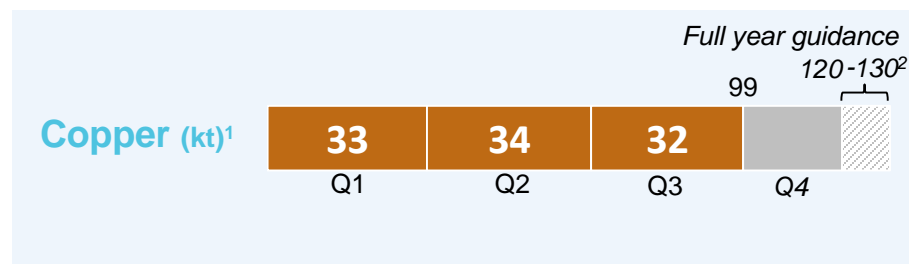 Full year guidance
120-130²
99
Copper (kt)¹
33 34 32
Q1 Q2 Q3 Q4